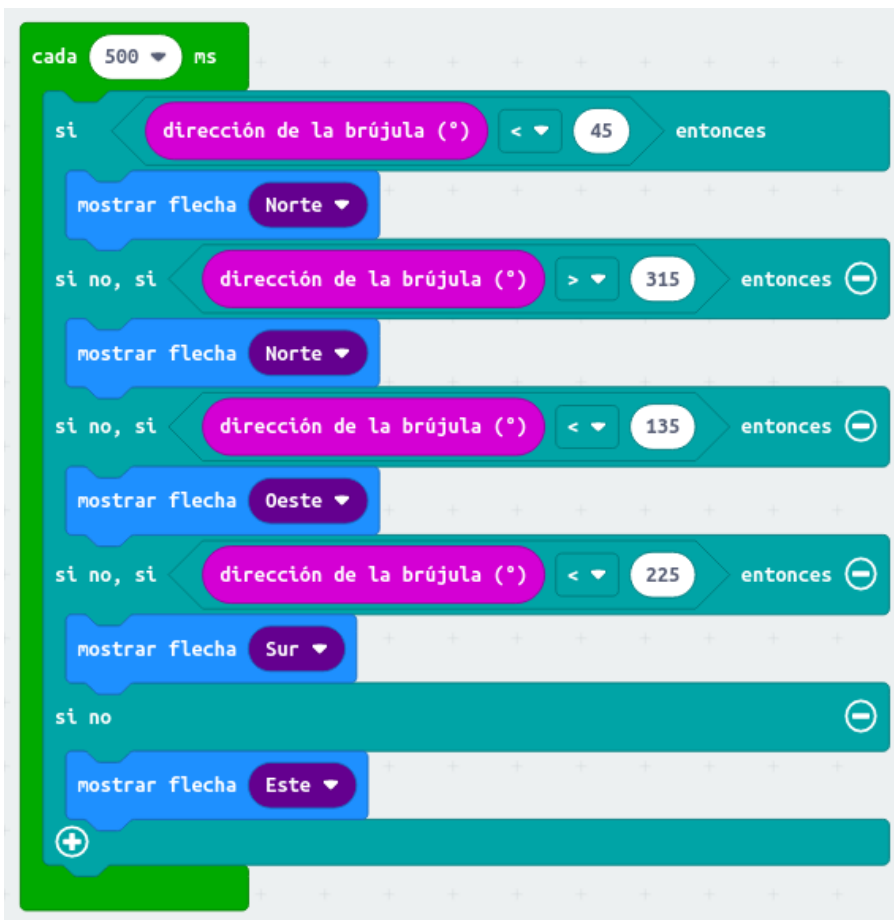 cada 500 ms
si dirección de la brújula (°) < 45 entonces
mostrar flecha Norte
si no, si dirección de la brújula (°) > 315 entonces
mostrar flecha Norte
si no, si dirección de la brújula (°) < 135 entonces
mostrar flecha Oeste
si no, si dirección de la brújula (°) < 225 entonces
mostrar flecha Sur
si no
mostrar flecha Este